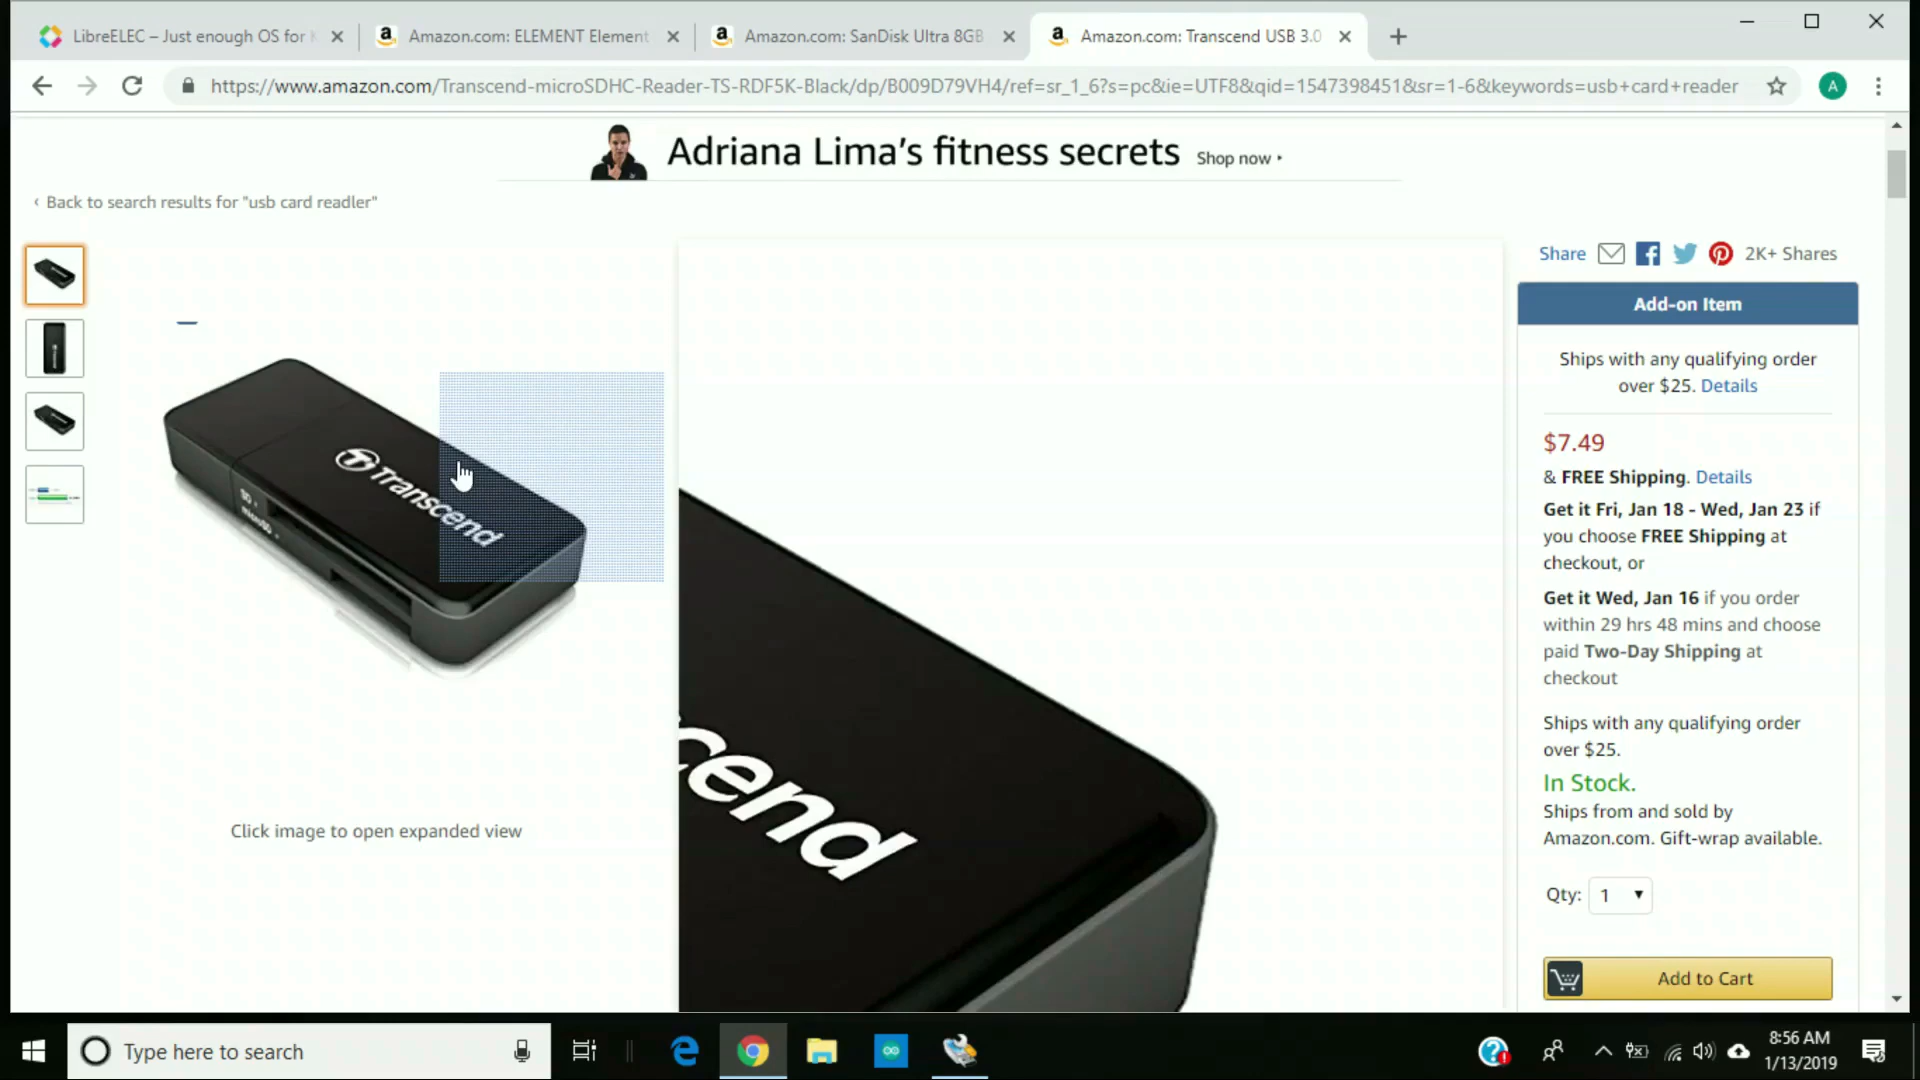 LibreELEC – Just enough OS for K
Amazon.com: ELEMENT Element
Amazon.com: SanDisk Ultra 8GB
Amazon.com: Transcend USB 3.0
https://www.amazon.com/Transcend-microSDHC-Reader-TS-RDF5K-Black/dp/B009D79VH4/ref=sr_1_6?s=pc&ie=UTF8&qid=1547398451&sr=1-6&keywords=usb+card+reader
A
Adriana Lima's fitness secrets Shop now
‹ Back to search results for "usb card readler"
Share
2K+ Shares
Add-on Item
Ships with any qualifying order
over $25. Details
$7.49
& FREE Shipping. Details
Get it Fri, Jan 18 - Wed, Jan 23 if
you choose FREE Shipping at
checkout, or
Get it Wed, Jan 16 if you order
within 29 hrs 48 mins and choose
paid Two-Day Shipping at
checkout
Ships with any qualifying order
over $25.
In Stock.
Ships from and sold by
Amazon.com. Gift-wrap available.
Qty: 1
Add to Cart
Transcend
SD
microSD
cend
Click image to open expanded view
Type here to search
8:56 AM
1/13/2019